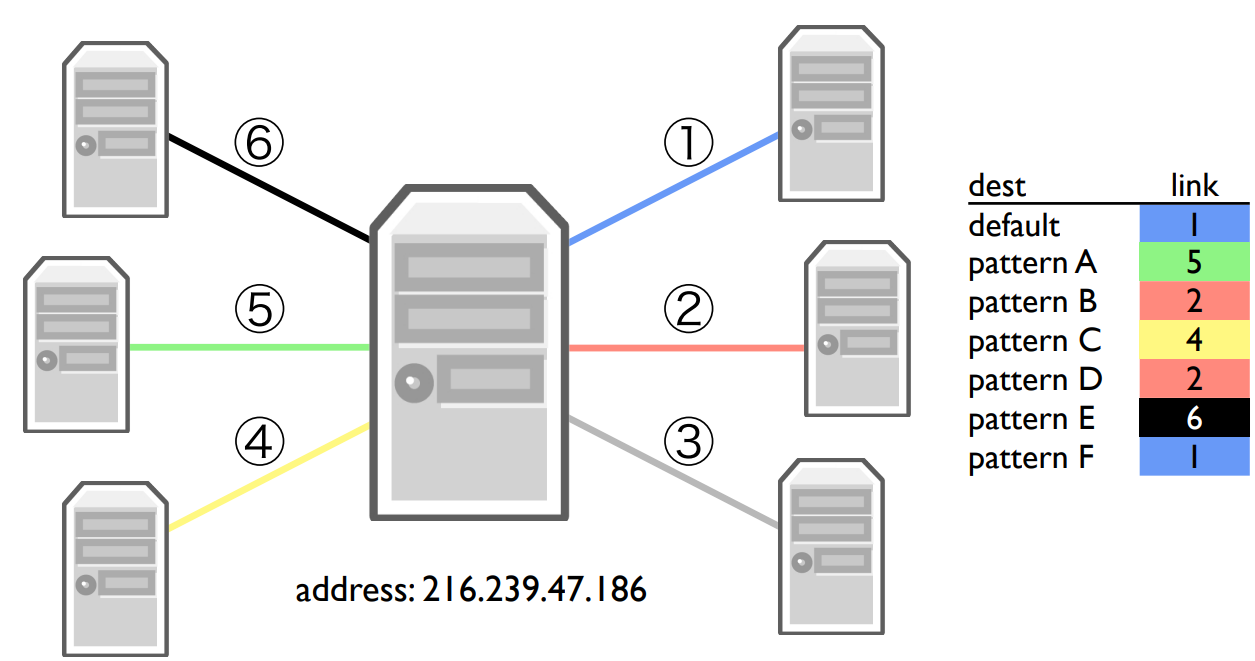 ⑥
①
⑤
②
④
③
address: 216.239.47.186
dest link
default 1
pattern A 5
pattern B 2
pattern C 4
pattern D 2
pattern E 6
pattern F 1